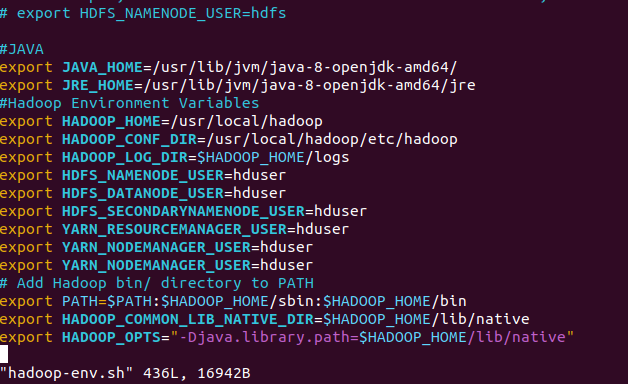 # export HDFS_NAMENODE_USER=hdfs
#JAVA
export JAVA_HOME=/usr/lib/jvm/java-8-openjdk-amd64/
export JRE_HOME=/usr/lib/jvm/java-8-openjdk-amd64/jre
#Hadoop Environment Variables
export HADOOP_HOME=/usr/local/hadoop
export HADOOP_CONF_DIR=/usr/local/hadoop/etc/hadoop
export HADOOP_LOG_DIR=$HADOOP_HOME/logs
export HDFS_NAMENODE_USER=hduser
export HDFS_DATANODE_USER=hduser
export HDFS_SECONDARYNAMENODE_USER=hduser
export YARN_RESOURCEMANAGER_USER=hduser
export YARN_NODEMANAGER_USER=hduser
export YARN_NODEMANAGER_USER=hduser
# Add Hadoop bin/ directory to PATH
export PATH=$PATH:$HADOOP_HOME/sbin:$HADOOP_HOME/bin
export HADOOP_COMMON_LIB_NATIVE_DIR=$HADOOP_HOME/lib/native
export HADOOP_OPTS="-Djava.library.path=$HADOOP_HOME/lib/native"
"hadoop-env.sh" 436L, 16942B